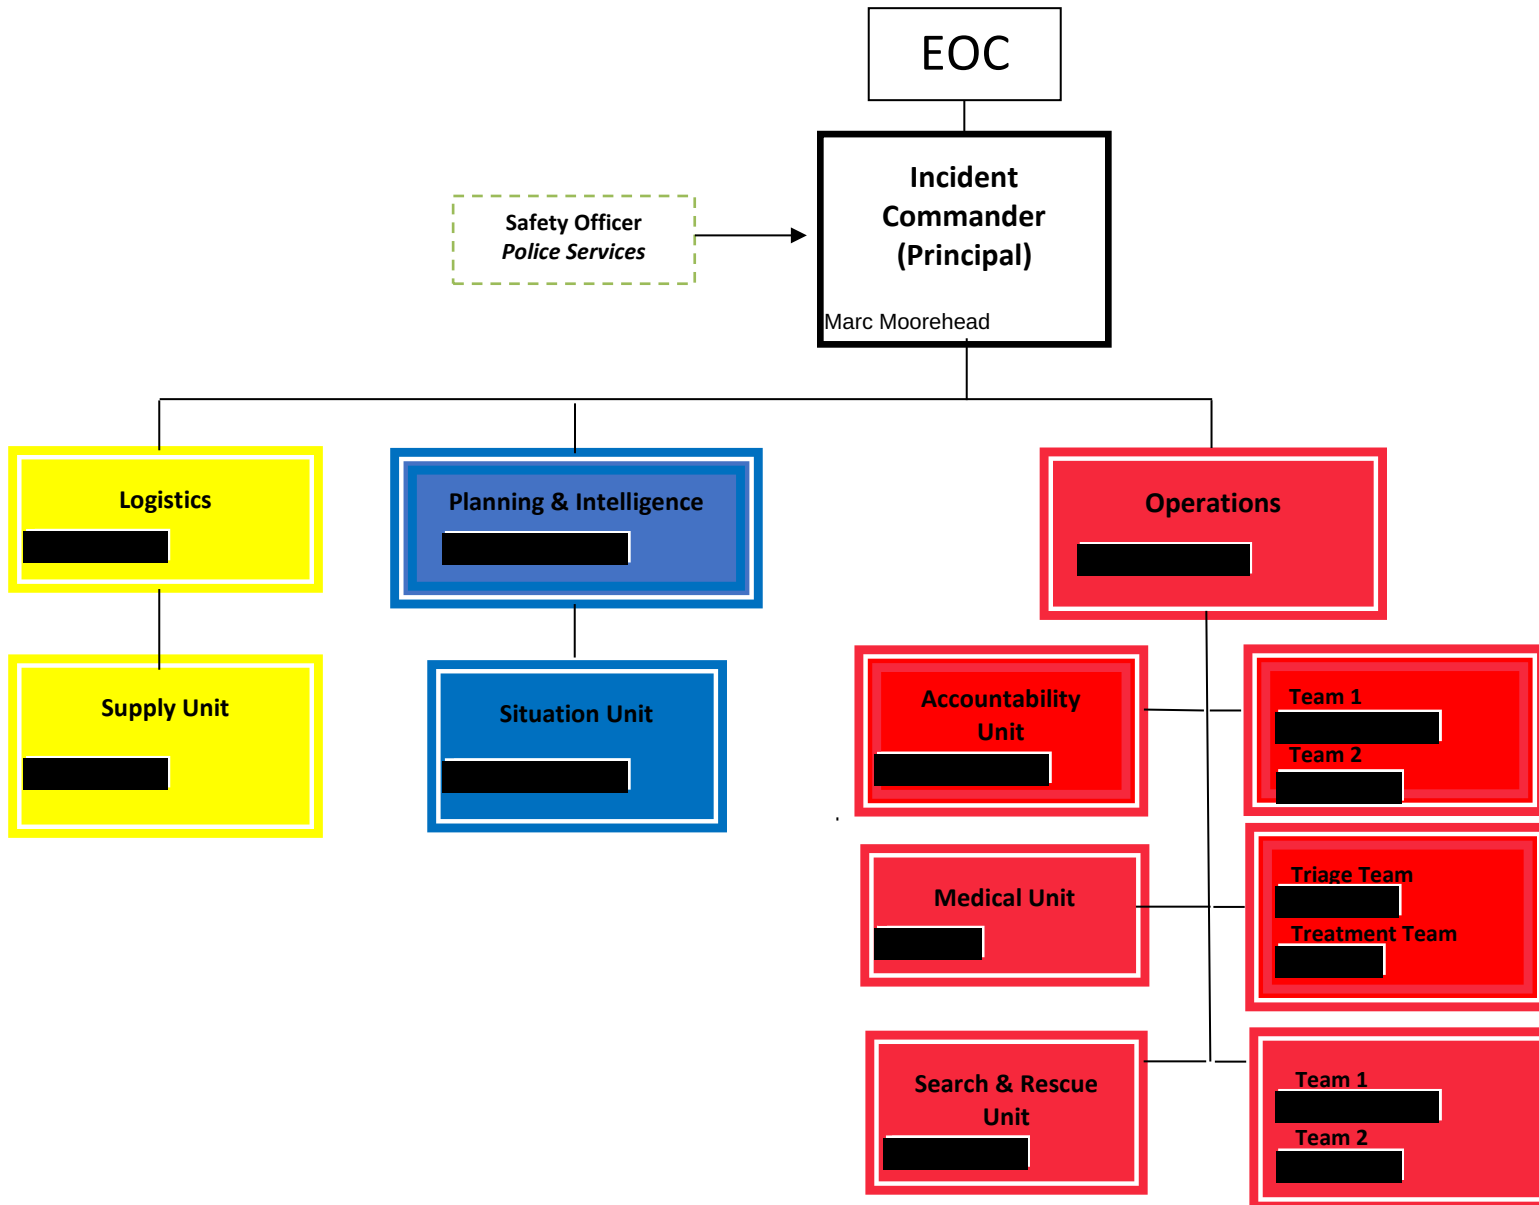 EOC
Incident
Commander
(Principal)
Marc Moorehead
Safety Officer
Police Services
Logistics
Planning & Intelligence
Operations
Supply Unit
Situation Unit
Accountability
Unit
Team 1
Team 2
Medical Unit
Triage Team
Treatment Team
Search & Rescue
Unit
Team 1
Team 2